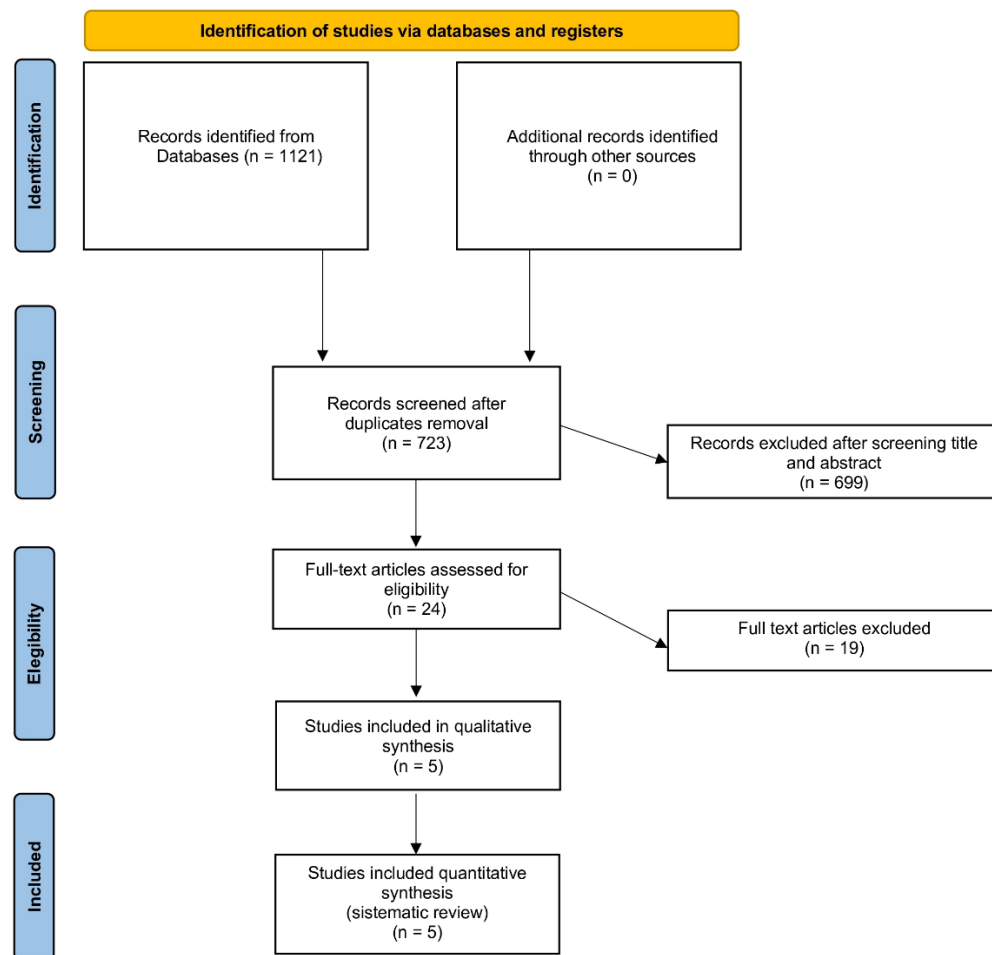 Identification of studies via databases and registers
Identification
Records identified from
Databases (n = 1121)
Additional records identified
through other sources
(n = 0)
Screening
Records screened after
duplicates removal
(n = 723)
Records excluded after screening title
and abstract
(n = 699)
Elegibility
Full-text articles assessed for
eligibility
(n = 24)
Full text articles excluded
(n = 19)
Studies included in qualitative
synthesis
(n = 5)
Included
Studies included quantitative
synthesis
(sistematic review)
(n = 5)